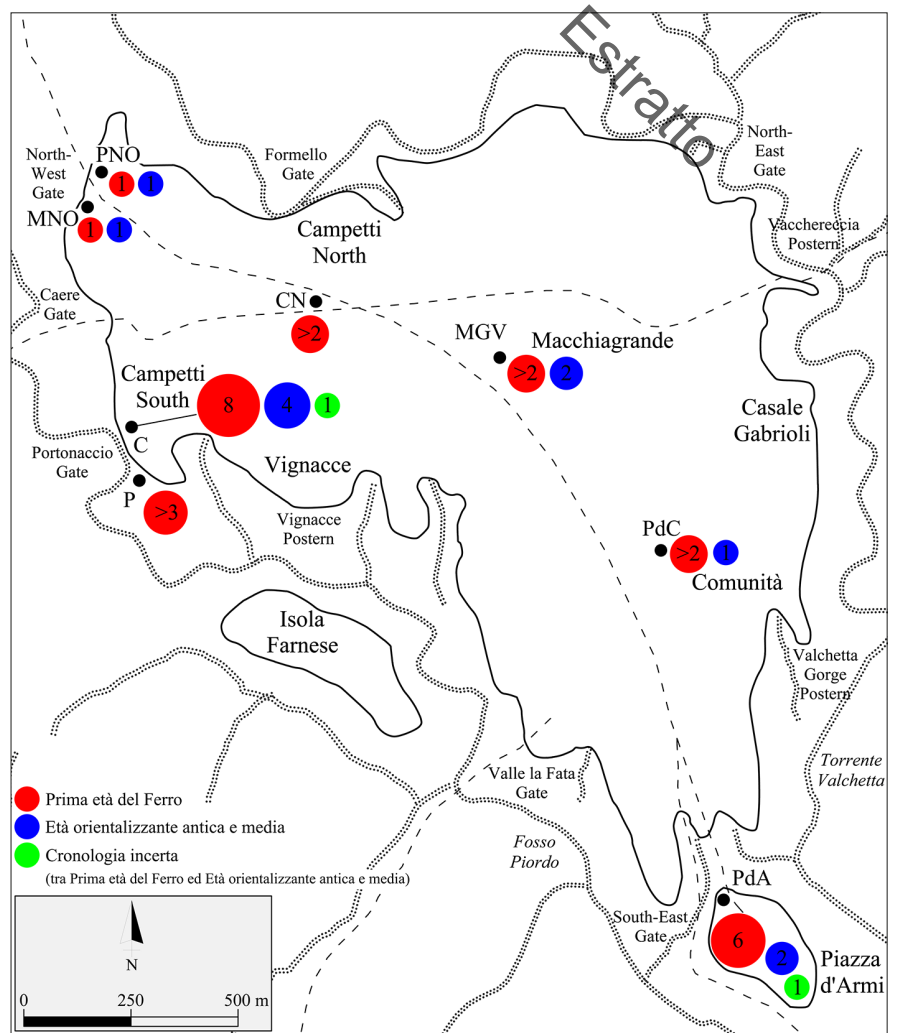 Estratto
North-
East
Gate
PNO
North-
West
Gate
1 1
Formello
Gate
MNO
1 1
Campetti
North
Vacchereccia
Postern
Caere
Gate
CN
>2
MGV
Macchiagrande
>2 2
Campetti
South
8 4 1
Casale
Gabrioli
C
Portonaccio
Gate
Vignacce
P
>3
Vignacce
Postern
PdC
>2 1
Comunità
Isola
Farnese
Valchetta
Gorge
Postern
Torrente
Valchetta
Valle la Fata
Gate
Prima età del Ferro
Età orientalizzante antica e media
Cronologia incerta
(tra Prima età del Ferro ed Età orientalizzante antica e media)
Fosso
Piordo
PdA
South-East
Gate
6
2
1
Piazza
d'Armi
N
0 250 500 m